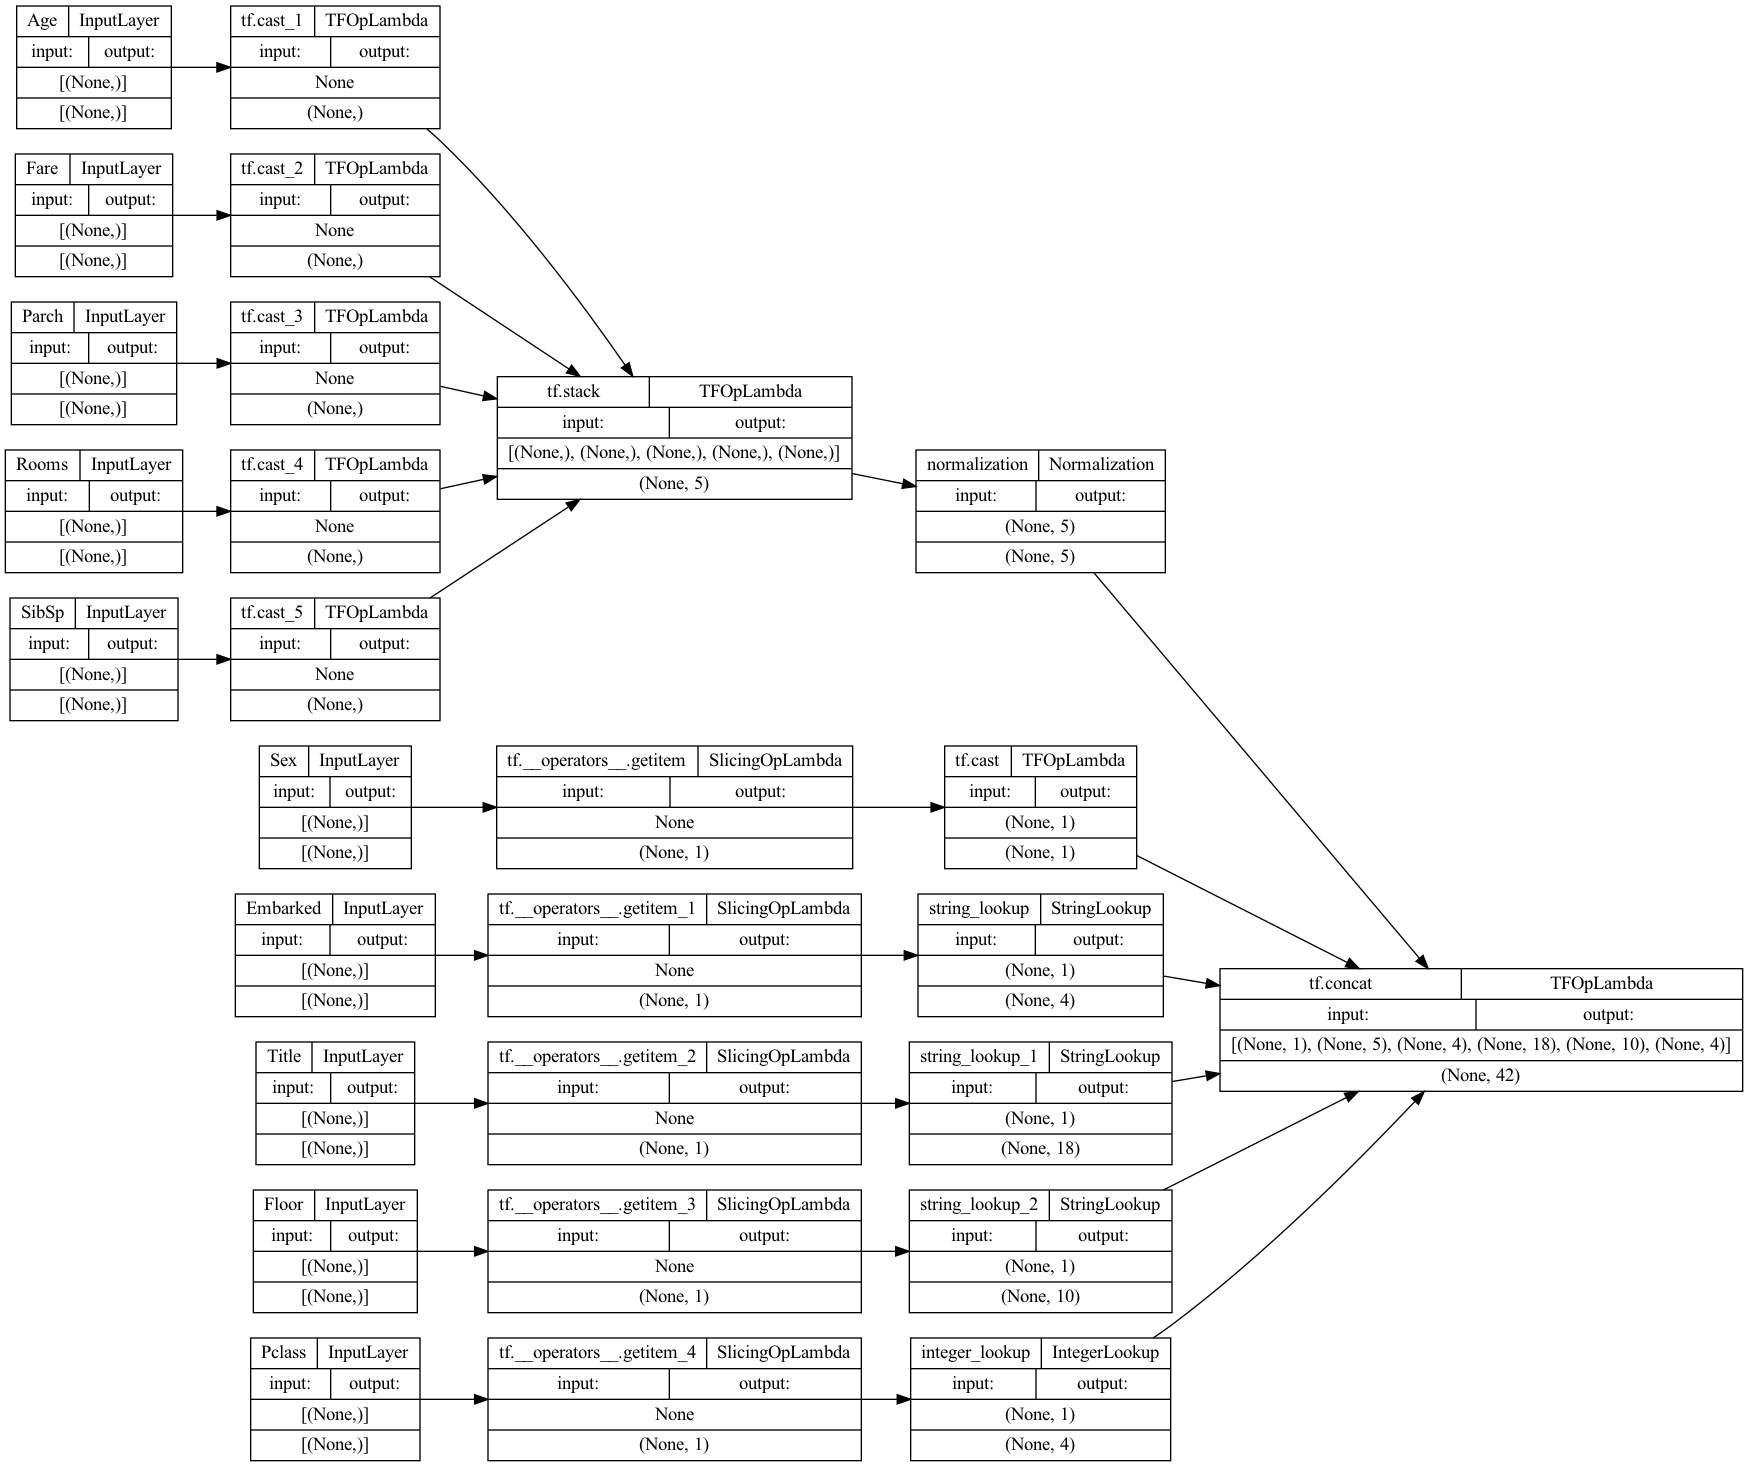 Age InputLayer
input: output:
[(None,)]
[(None,)]
tf.cast_1 TFOpLambda
input: output:
None
(None,)
Fare InputLayer
input: output:
[(None,)]
[(None,)]
tf.cast_2 TFOpLambda
input: output:
None
(None,)
Parch InputLayer
input: output:
[(None,)]
[(None,)]
tf.cast_3 TFOpLambda
input: output:
None
(None,)
Rooms InputLayer
input: output:
[(None,)]
[(None,)]
tf.cast_4 TFOpLambda
input: output:
None
(None,)
SibSp InputLayer
input: output:
[(None,)]
[(None,)]
tf.cast_5 TFOpLambda
input: output:
None
(None,)
tf.stack TFOpLambda
input: output:
[(None,), (None,), (None,), (None,), (None,)]
(None, 5)
normalization Normalization
input: output:
(None, 5)
(None, 5)
Sex InputLayer
input: output:
[(None,)]
[(None,)]
tf.__operators__.getitem SlicingOpLambda
input: output:
None
(None, 1)
tf.cast TFOpLambda
input: output:
(None, 1)
(None, 1)
Embarked InputLayer
input: output:
[(None,)]
[(None,)]
tf.__operators__.getitem_1 SlicingOpLambda
input: output:
None
(None, 1)
string_lookup StringLookup
input: output:
(None, 1)
(None, 4)
Title InputLayer
input: output:
[(None,)]
[(None,)]
tf.__operators__.getitem_2 SlicingOpLambda
input: output:
None
(None, 1)
string_lookup_1 StringLookup
input: output:
(None, 1)
(None, 18)
Floor InputLayer
input: output:
[(None,)]
[(None,)]
tf.__operators__.getitem_3 SlicingOpLambda
input: output:
None
(None, 1)
string_lookup_2 StringLookup
input: output:
(None, 1)
(None, 10)
Pclass InputLayer
input: output:
[(None,)]
[(None,)]
tf.__operators__.getitem_4 SlicingOpLambda
input: output:
None
(None, 1)
integer_lookup IntegerLookup
input: output:
(None, 1)
(None, 4)
tf.concat TFOpLambda
input: output:
[(None, 1), (None, 5), (None, 4), (None, 18), (None, 10), (None, 4)]
(None, 42)